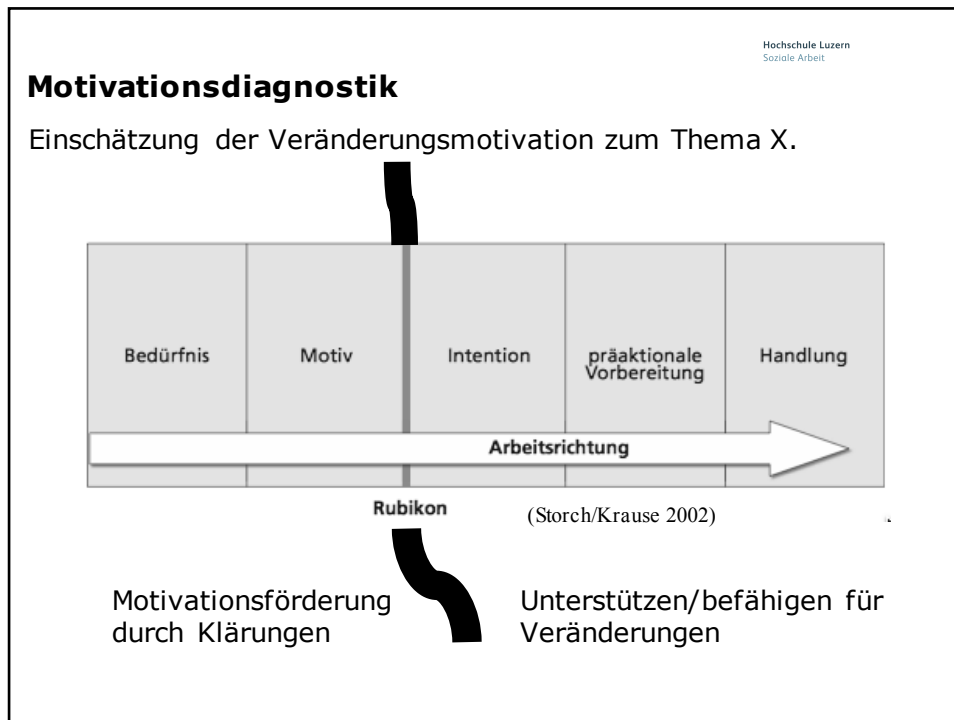 Hochschule Luzern
Soziale Arbeit
Motivationsdiagnostik
Einschätzung der Veränderungsmotivation zum Thema X.
Bedürfnis
Motiv
Intention
präaktionale
Vorbereitung
Handlung
Arbeitsrichtung
Rubikon
(Storch/Krause 2002)
Motivationsförderung
durch Klärungen
Unterstützen/befähigen für
Veränderungen